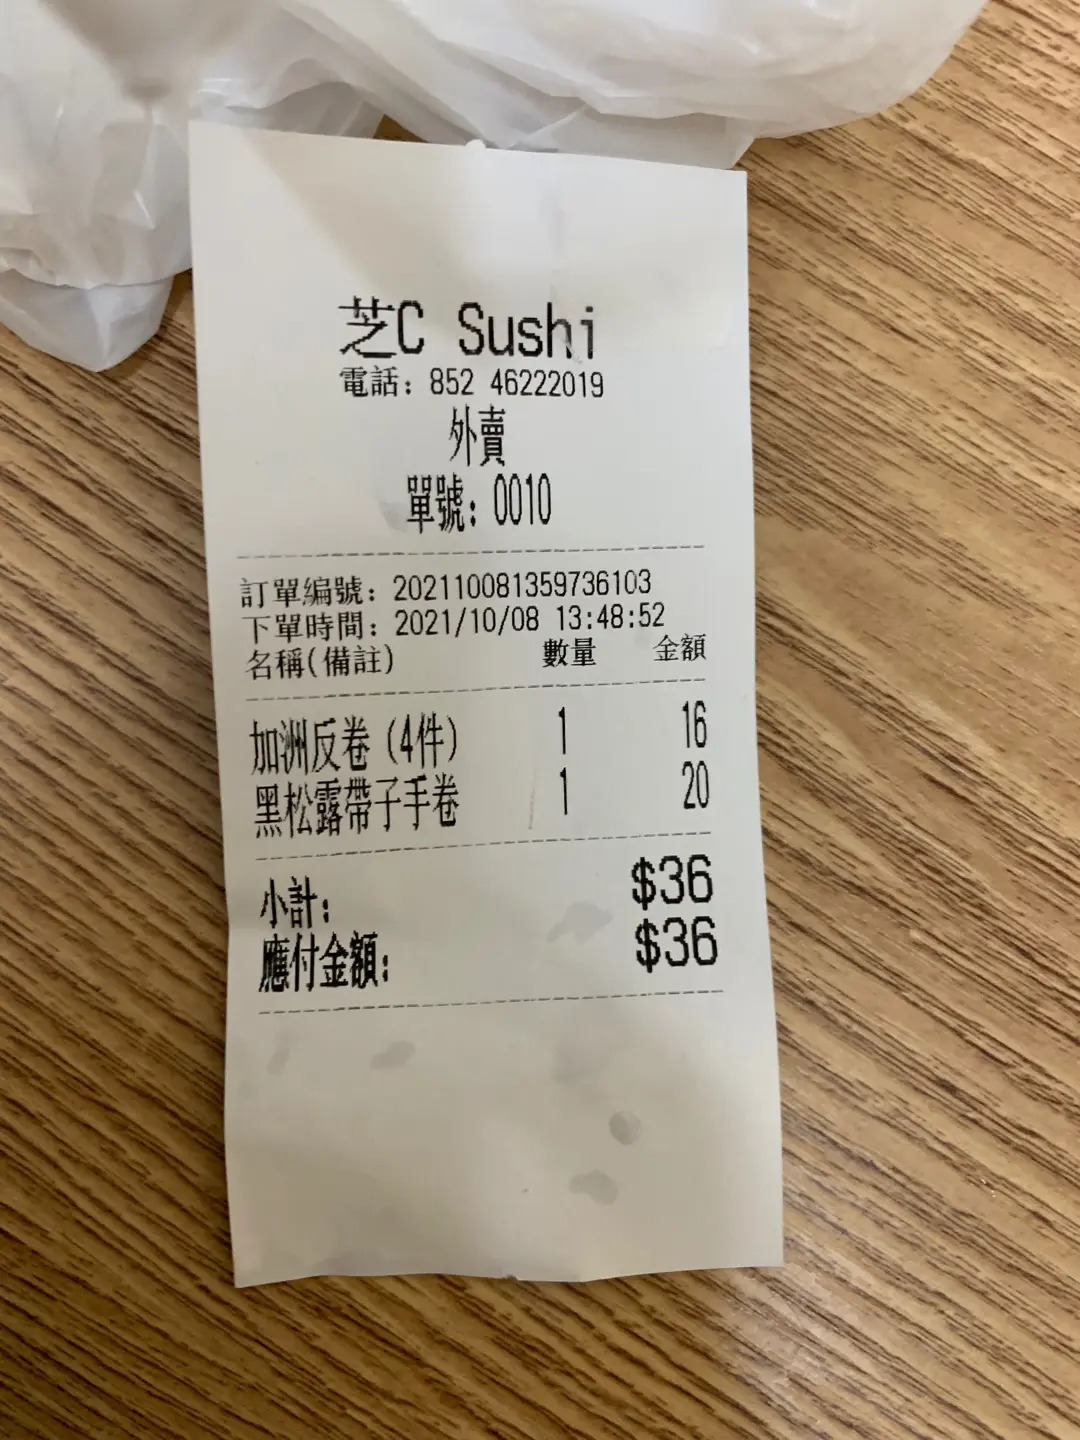 芝C Sushi
電話: 852 46222019
外賣
單號: 0010
訂單編號: 202110081359736103
下單時間: 2021/10/08 13:48:52
名稱(備註) 數量 金額
加洲反卷 (4件) 1 16
黑松露帶子手卷 1 20
小計: $36
應付金額: $36